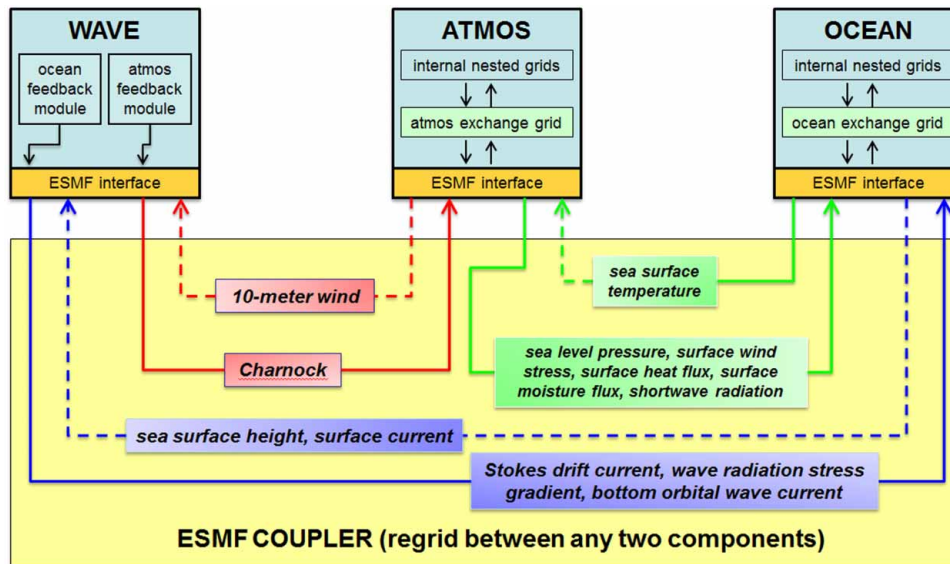 WAVE
ocean
feedback
module
atmos
feedback
module
ESMF interface
ATMOS
internal nested grids
atmos exchange grid
ESMF interface
OCEAN
internal nested grids
ocean exchange grid
ESMF interface
10-meter wind
sea surface
temperature
Charnock
sea level pressure, surface wind
stress, surface heat flux, surface
moisture flux, shortwave radiation
sea surface height, surface current
Stokes drift current, wave radiation stress
gradient, bottom orbital wave current
ESMF COUPLER (regrid between any two components)